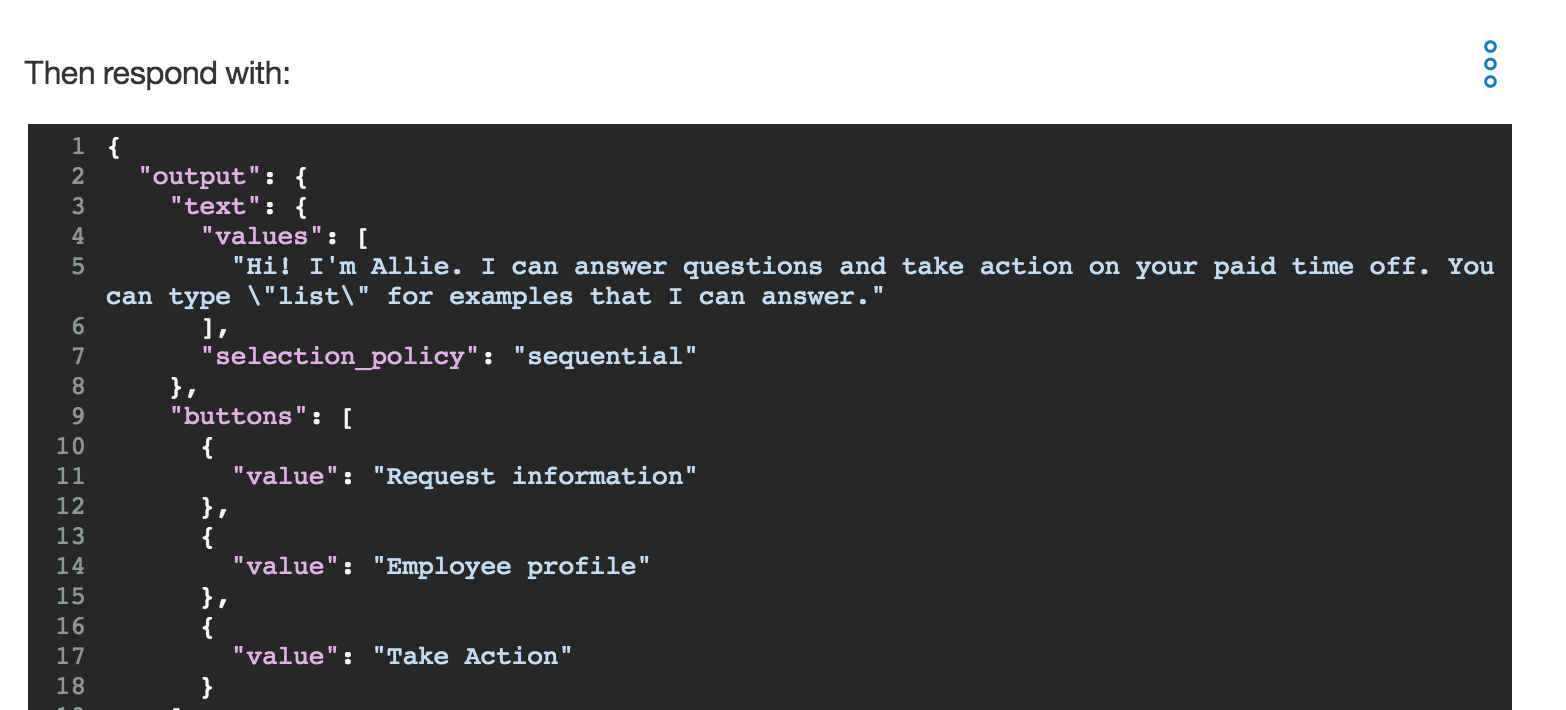 Then respond with:
1 {
2 "output": {
3 "text": {
4 "values": [
5 "Hi! I'm Allie. I can answer questions and take action on your paid time off. You
can type \"list\" for examples that I can answer."
6 ],
7 "selection_policy": "sequential"
8 },
9 "buttons": [
10 {
11 "value": "Request information"
12 },
13 {
14 "value": "Employee profile"
15 },
16 {
17 "value": "Take Action"
18 }